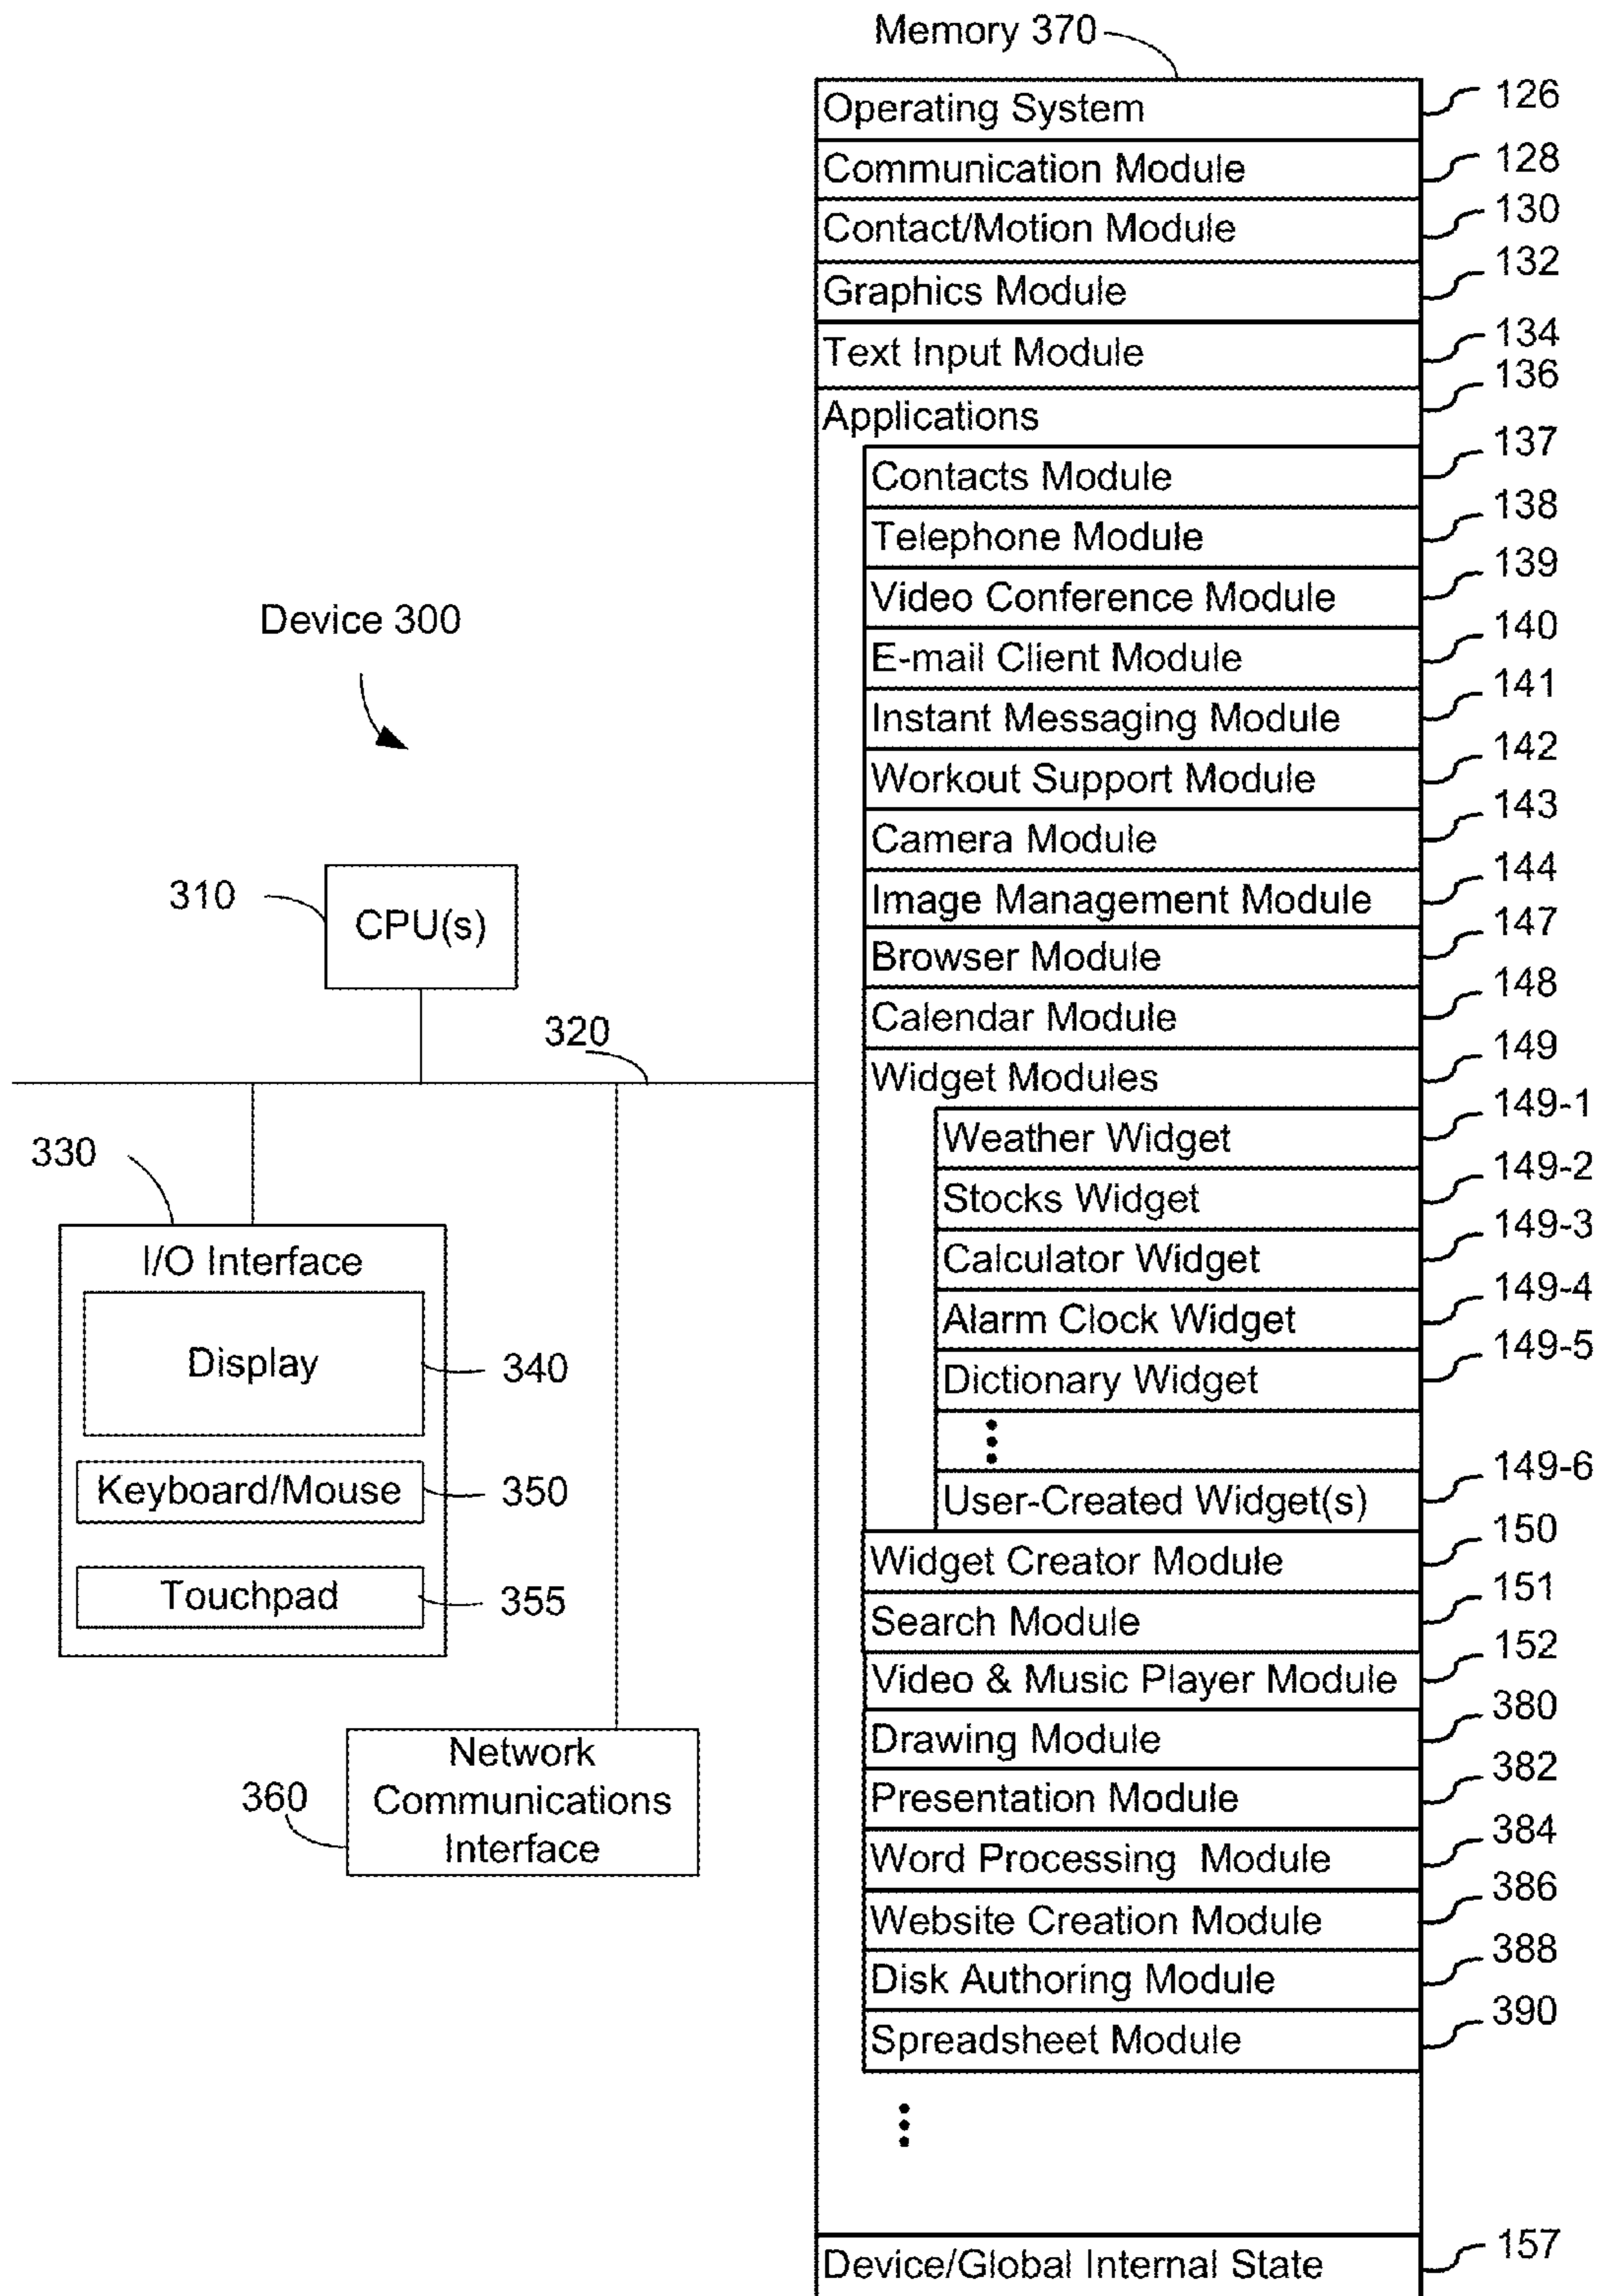 Memory 370
Operating System 126
Communication Module 128
Contact/Motion Module 130
Graphics Module 132
Text Input Module 134
Applications 136
Contacts Module 137
Telephone Module 138
Video Conference Module 139
E-mail Client Module 140
Instant Messaging Module 141
Workout Support Module 142
Camera Module 143
Image Management Module 144
Browser Module 147
Calendar Module 148
Widget Modules 149
Weather Widget 149-1
Stocks Widget 149-2
Calculator Widget 149-3
Alarm Clock Widget 149-4
Dictionary Widget 149-5
User-Created Widget(s) 149-6
Widget Creator Module 150
Search Module 151
Video & Music Player Module 152
Drawing Module 380
Presentation Module 382
Word Processing Module 384
Website Creation Module 386
Disk Authoring Module 388
Spreadsheet Module 390
Device/Global Internal State 157
Device 300
310
CPU(s)
320
330
I/O Interface
Display 340
Keyboard/Mouse 350
Touchpad 355
360
Network
Communications
Interface